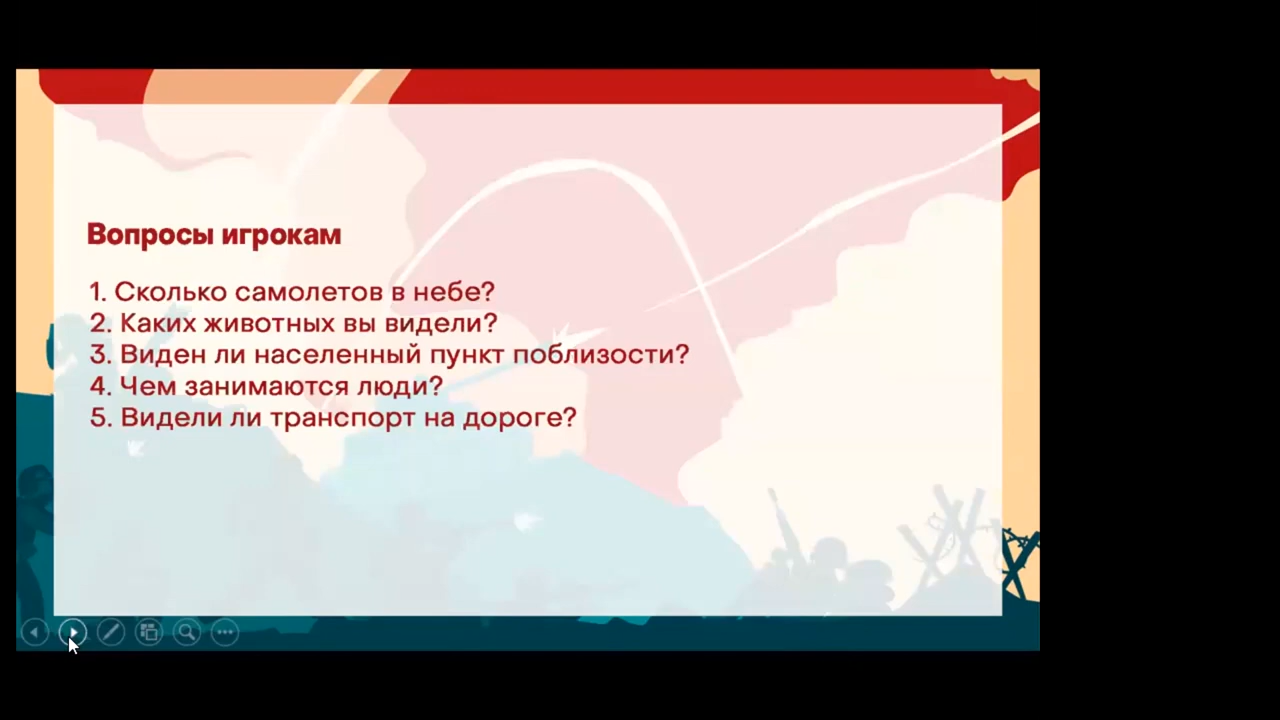 Вопросы игрокам
1. Сколько самолетов в небе?
2. Каких животных вы видели?
3. Виден ли населенный пункт поблизости?
4. Чем занимаются люди?
5. Видели ли транспорт на дороге?